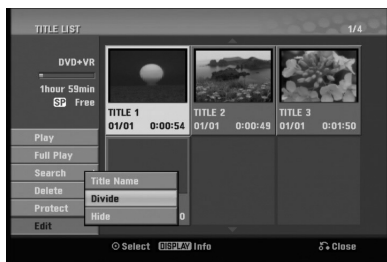 TITLE LIST
1/4
DVD+VR
1hour 59min
SP Free
TITLE 1
01/01 0:00:54
TITLE 2
01/01 0:00:49
TITLE 3
01/01 0:01:50
Play
Full Play
Search
Delete
Protect
Edit
Title Name
Divide
Hide
0
Select DISPLAY Info
Close